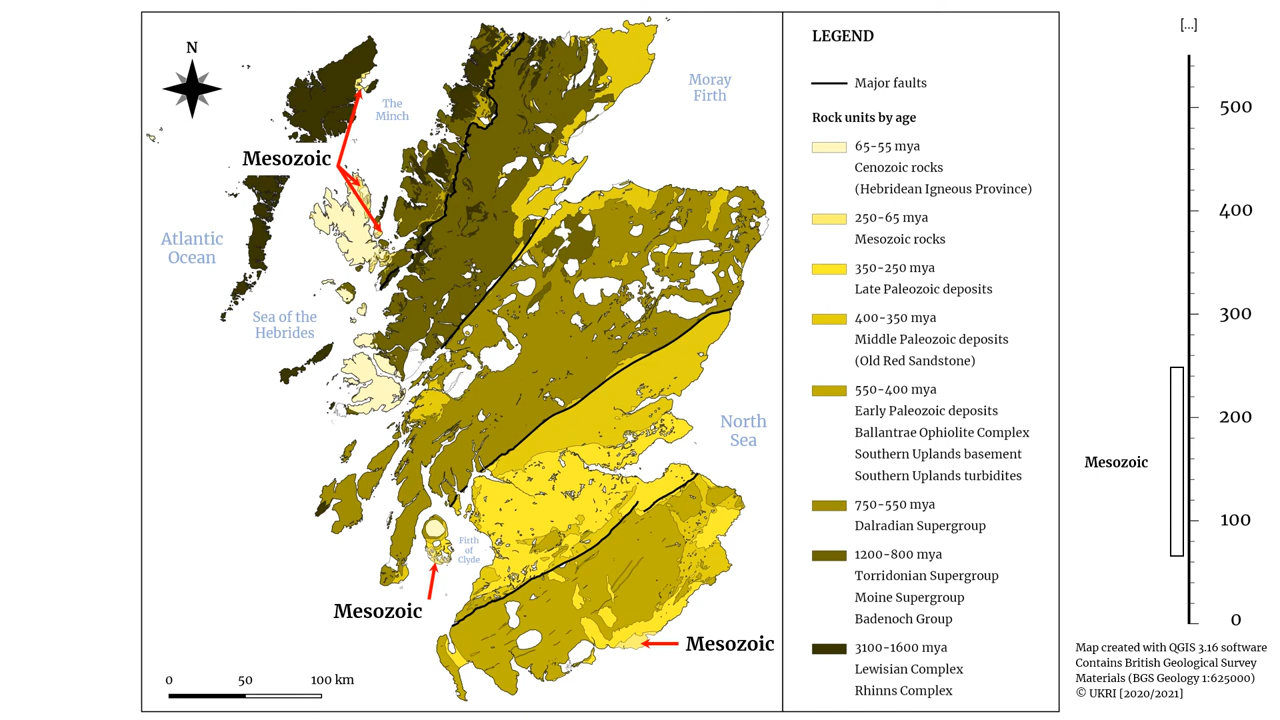 N
The
Minch
Moray
Firth
Mesozoic
Atlantic
Ocean
Sea of the
Hebrides
North
Sea
Firth
of
Clyde
Mesozoic
Mesozoic
0 50 100 km
LEGEND
Major faults
Rock units by age
65-55 mya
Cenozoic rocks
(Hebridean Igneous Province)
250-65 mya
Mesozoic rocks
350-250 mya
Late Paleozoic deposits
400-350 mya
Middle Paleozoic deposits
(Old Red Sandstone)
550-400 mya
Early Paleozoic deposits
Ballantrae Ophiolite Complex
Southern Uplands basement
Southern Uplands turbidites
750-550 mya
Dalradian Supergroup
1200-800 mya
Torridonian Supergroup
Moine Supergroup
Badenoch Group
3100-1600 mya
Lewisian Complex
Rhinns Complex
[...]
500
400
300
200
Mesozoic
100
0
Map created with QGIS 3.16 software
Contains British Geological Survey
Materials (BGS Geology 1:625000)
© UKRI [2020/2021]